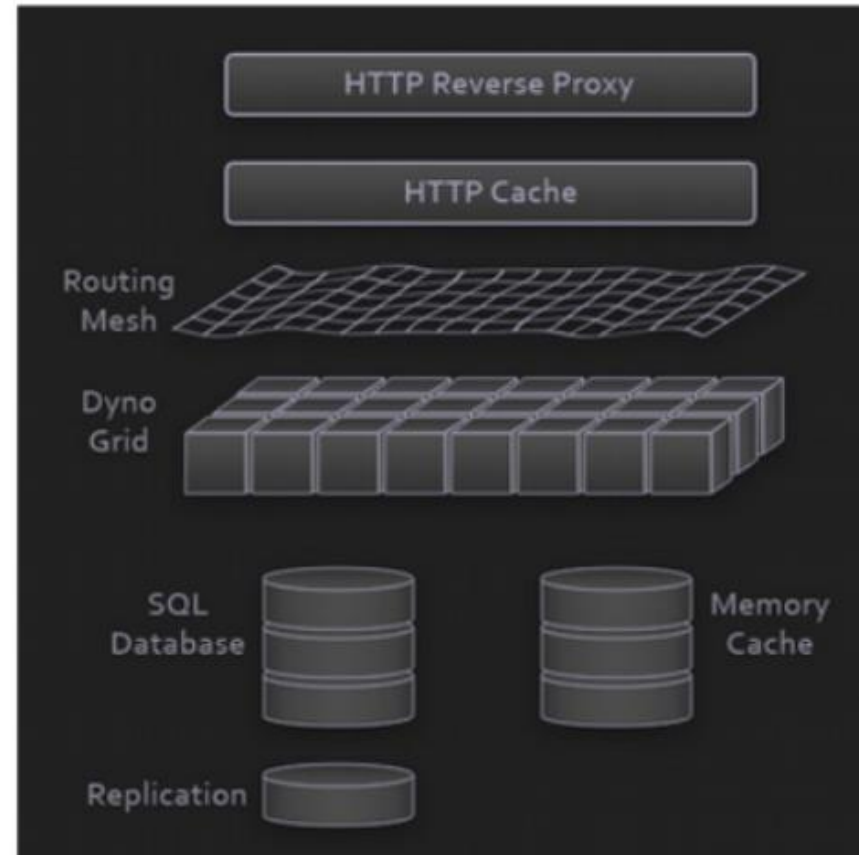 HTTP Reverse Proxy
HTTP Cache
Routing
Mesh
Dyno
Grid
SQL
Database
Memory
Cache
Replication